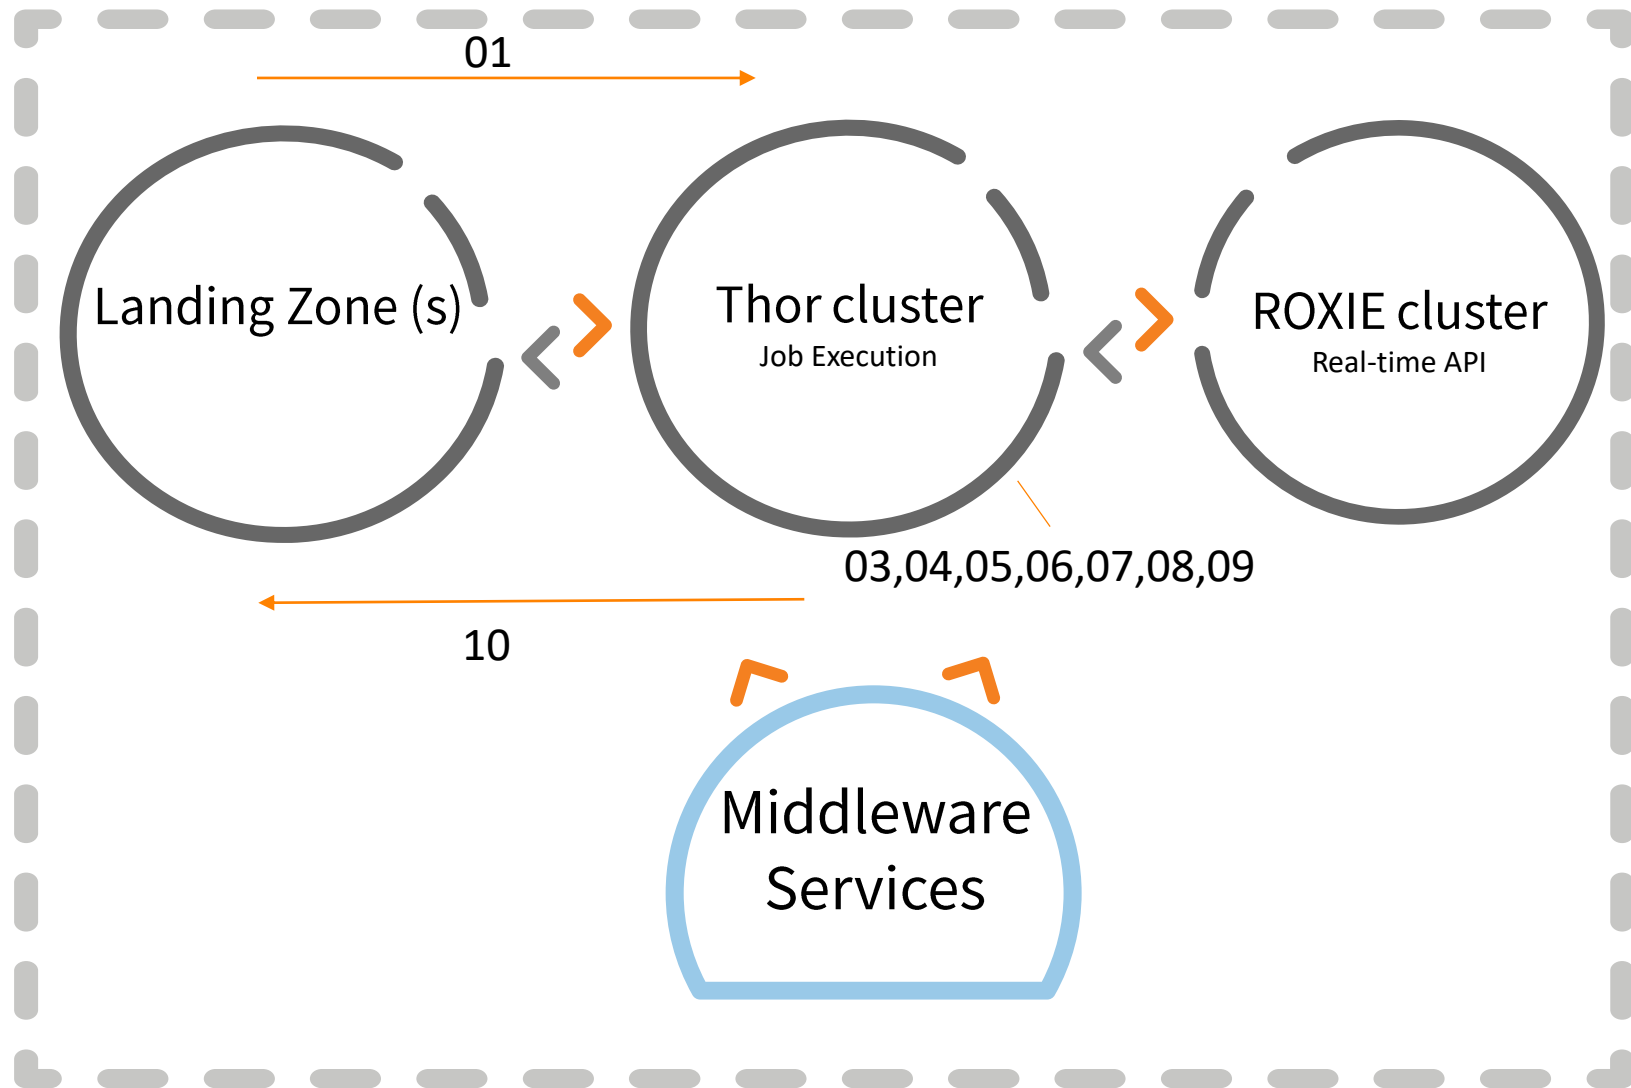 01
Landing Zone (s)
Thor cluster
Job Execution
ROXIE cluster
Real-time API
03,04,05,06,07,08,09
10
Middleware
Services